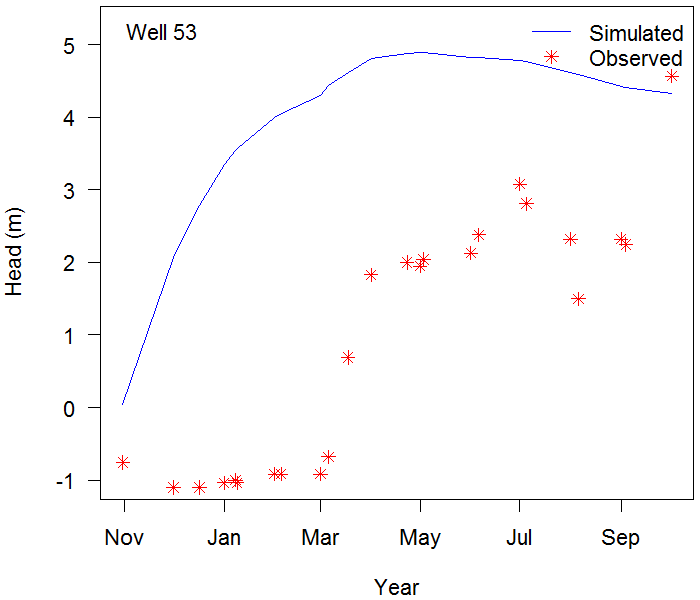 Well 53
Simulated
Observed
5
4
3
2
1
0
-1
Head (m)
Nov Jan Mar May Jul Sep
Year